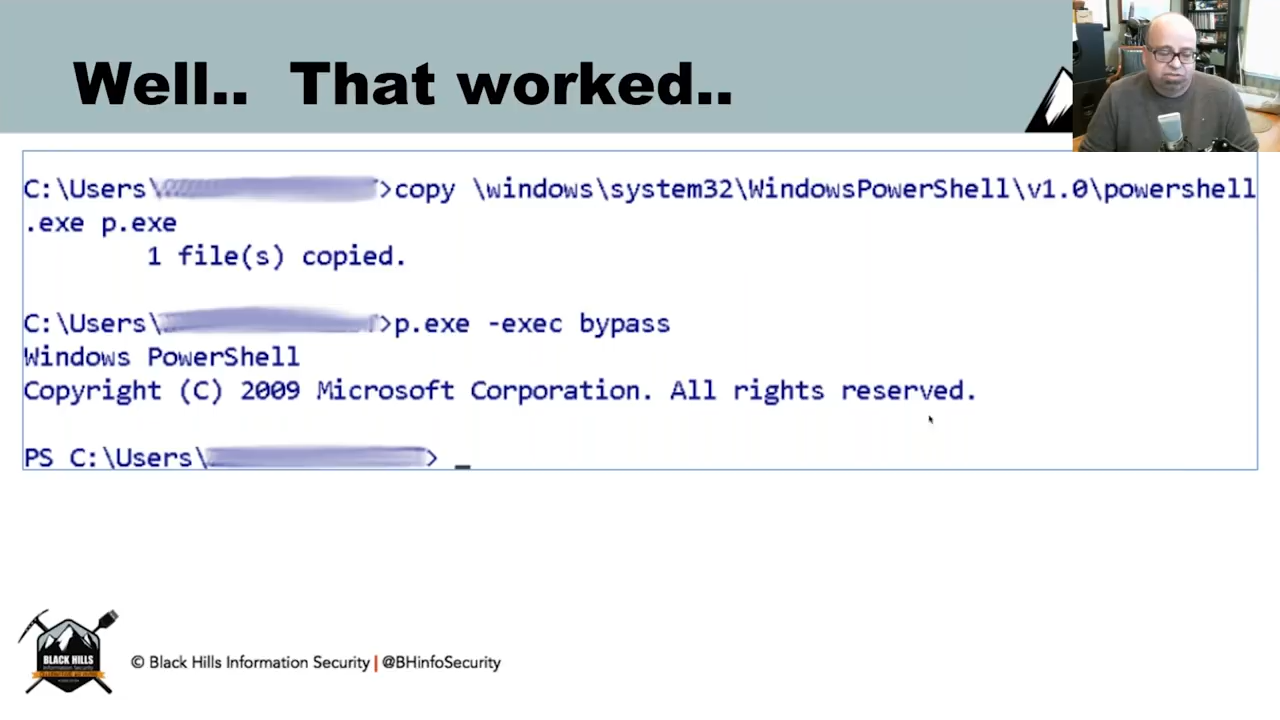 Well.. That worked..
C:\Users\ >copy \windows\system32\WindowsPowerShell\v1.0\powershell
.exe p.exe
1 file(s) copied.
C:\Users\ >p.exe -exec bypass
Windows PowerShell
Copyright (C) 2009 Microsoft Corporation. All rights reserved.
PS C:\Users\ > _
BLACK HILLS
Information Security
© Black Hills Information Security | @BHinfoSecurity